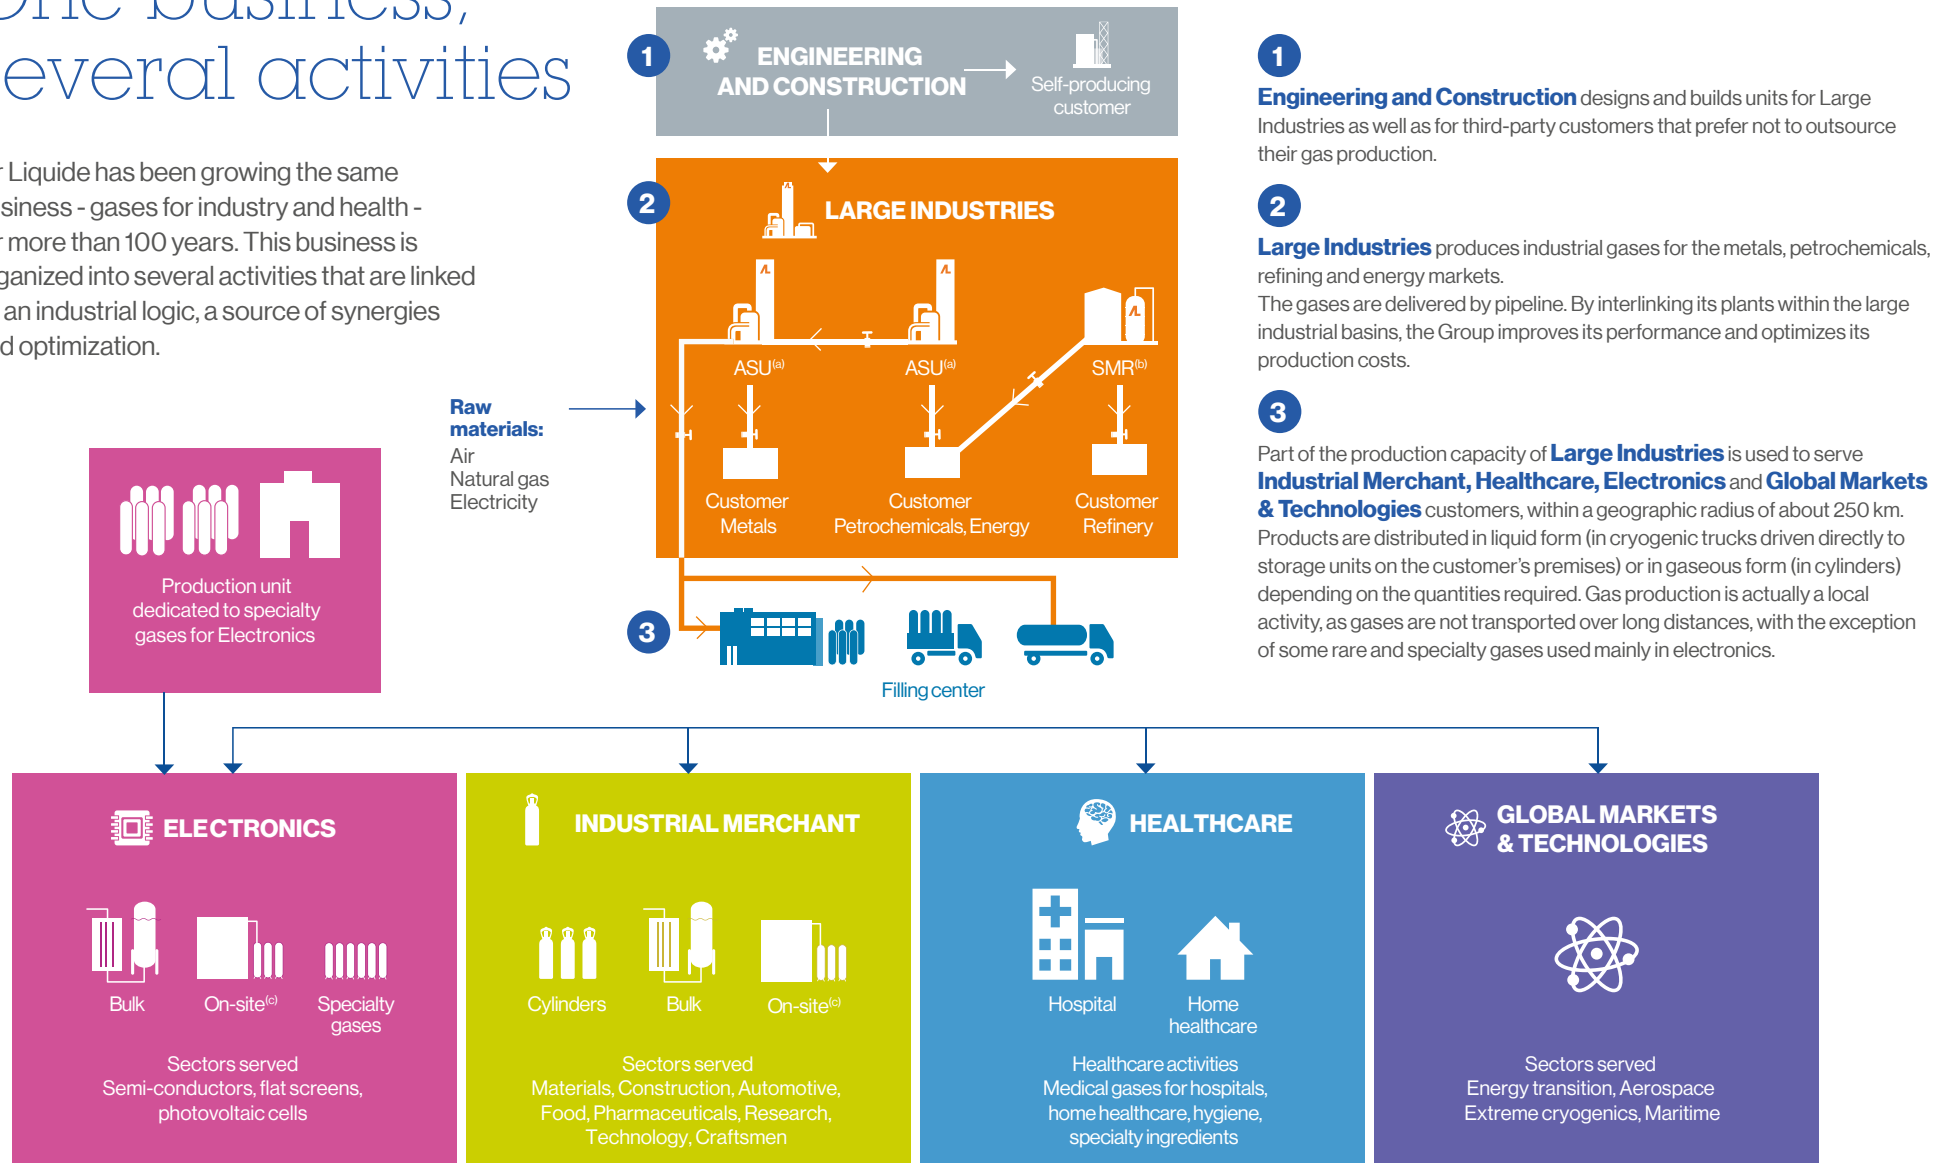 One business,
everal activities
r Liquide has been growing the same
siness - gases for industry and health -
r more than 100 years. This business is
ganized into several activities that are linked
an industrial logic, a source of synergies
d optimization.
1
ENGINEERING
AND CONSTRUCTION
Self-producing
customer
2
LARGE INDUSTRIES
ASU(a)
ASU(a)
SMR(b)
Raw
materials:
Air
Natural gas
Electricity
Customer
Metals
Customer
Petrochemicals, Energy
Customer
Refinery
Production unit
dedicated to specialty
gases for Electronics
3
Filling center
1
Engineering and Construction designs and builds units for Large
Industries as well as for third-party customers that prefer not to outsource
their gas production.
2
Large Industries produces industrial gases for the metals, petrochemicals,
refining and energy markets.
The gases are delivered by pipeline. By interlinking its plants within the large
industrial basins, the Group improves its performance and optimizes its
production costs.
3
Part of the production capacity of Large Industries is used to serve
Industrial Merchant, Healthcare, Electronics and Global Markets
& Technologies customers, within a geographic radius of about 250 km.
Products are distributed in liquid form (in cryogenic trucks driven directly to
storage units on the customer's premises) or in gaseous form (in cylinders)
depending on the quantities required. Gas production is actually a local
activity, as gases are not transported over long distances, with the exception
of some rare and specialty gases used mainly in electronics.
ELECTRONICS
Bulk
On-site(c)
Specialty
gases
Sectors served
Semi-conductors, flat screens,
photovoltaic cells
INDUSTRIAL MERCHANT
Cylinders
Bulk
On-site(c)
Sectors served
Materials, Construction, Automotive,
Food, Pharmaceuticals, Research,
Technology, Craftsmen
HEALTHCARE
Hospital
Home
healthcare
Healthcare activities
Medical gases for hospitals,
home healthcare, hygiene,
specialty ingredients
GLOBAL MARKETS
& TECHNOLOGIES
Sectors served
Energy transition, Aerospace
Extreme cryogenics, Maritime